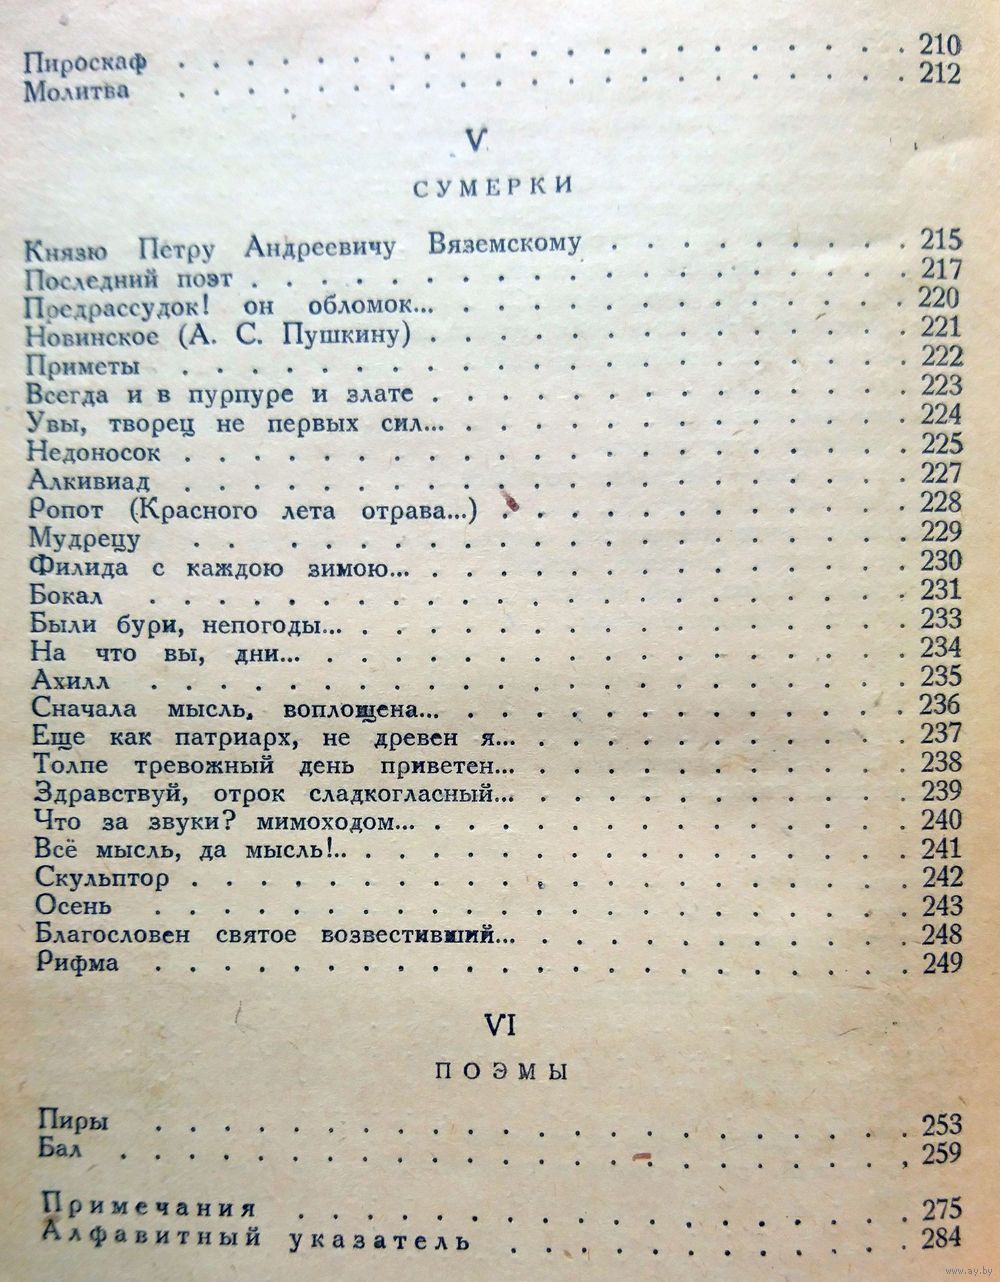 Пироскаф . . . . . . . . . . . . . . . . . . . . . . 210
Молитва . . . . . . . . . . . . . . . . . . . . . . 212
V
СУМЕРКИ
Князю Петру Андреевичу Вяземскому . . . . . . . . . 215
Последний поэт . . . . . . . . . . . . . . . . . . . 217
Предрассудок! он обломок... . . . . . . . . . . . . . 220
Новинское (А. С. Пушкину) . . . . . . . . . . . . . . 221
Приметы . . . . . . . . . . . . . . . . . . . . . . 222
Всегда и в пурпуре и злате . . . . . . . . . . . . . . 223
Увы, творец не первых сил... . . . . . . . . . . . . . 224
Недоносок . . . . . . . . . . . . . . . . . . . . . . 225
Алкивиад . . . . . . . . . . . . . . . . . . . . . . 227
Ропот (Красного лета отрава...) . . . . . . . . . . . . 228
Мудрецу . . . . . . . . . . . . . . . . . . . . . . 229
Филида с каждою зимою... . . . . . . . . . . . . . . 230
Бокал . . . . . . . . . . . . . . . . . . . . . . . 231
Были бури, непогоды... . . . . . . . . . . . . . . . . 233
На что вы, дни... . . . . . . . . . . . . . . . . . . 234
Ахилл . . . . . . . . . . . . . . . . . . . . . . . 235
Сначала мысль, воплощена... . . . . . . . . . . . . . 236
Еще как патриарх, не древен я... . . . . . . . . . . . 237
Толпе тревожный день приветен... . . . . . . . . . . . 238
Здравствуй, отрок сладкогласный... . . . . . . . . . . . 239
Что за звуки? мимоходом... . . . . . . . . . . . . . . 240
Всё мысль, да мысль!.. . . . . . . . . . . . . . . . . 241
Скульптор . . . . . . . . . . . . . . . . . . . . . . 242
Осень . . . . . . . . . . . . . . . . . . . . . . . 243
Благословен святое возвестивший... . . . . . . . . . . . 248
Рифма . . . . . . . . . . . . . . . . . . . . . . . 249
VI
ПОЭМЫ
Пиры . . . . . . . . . . . . . . . . . . . . . . . 253
Бал . . . . . . . . . . . . . . . . . . . . . . . . 259
Примечания . . . . . . . . . . . . . . . . . . 275
Алфавитный указатель . . . . . . . . . . . 284
www.ay.by